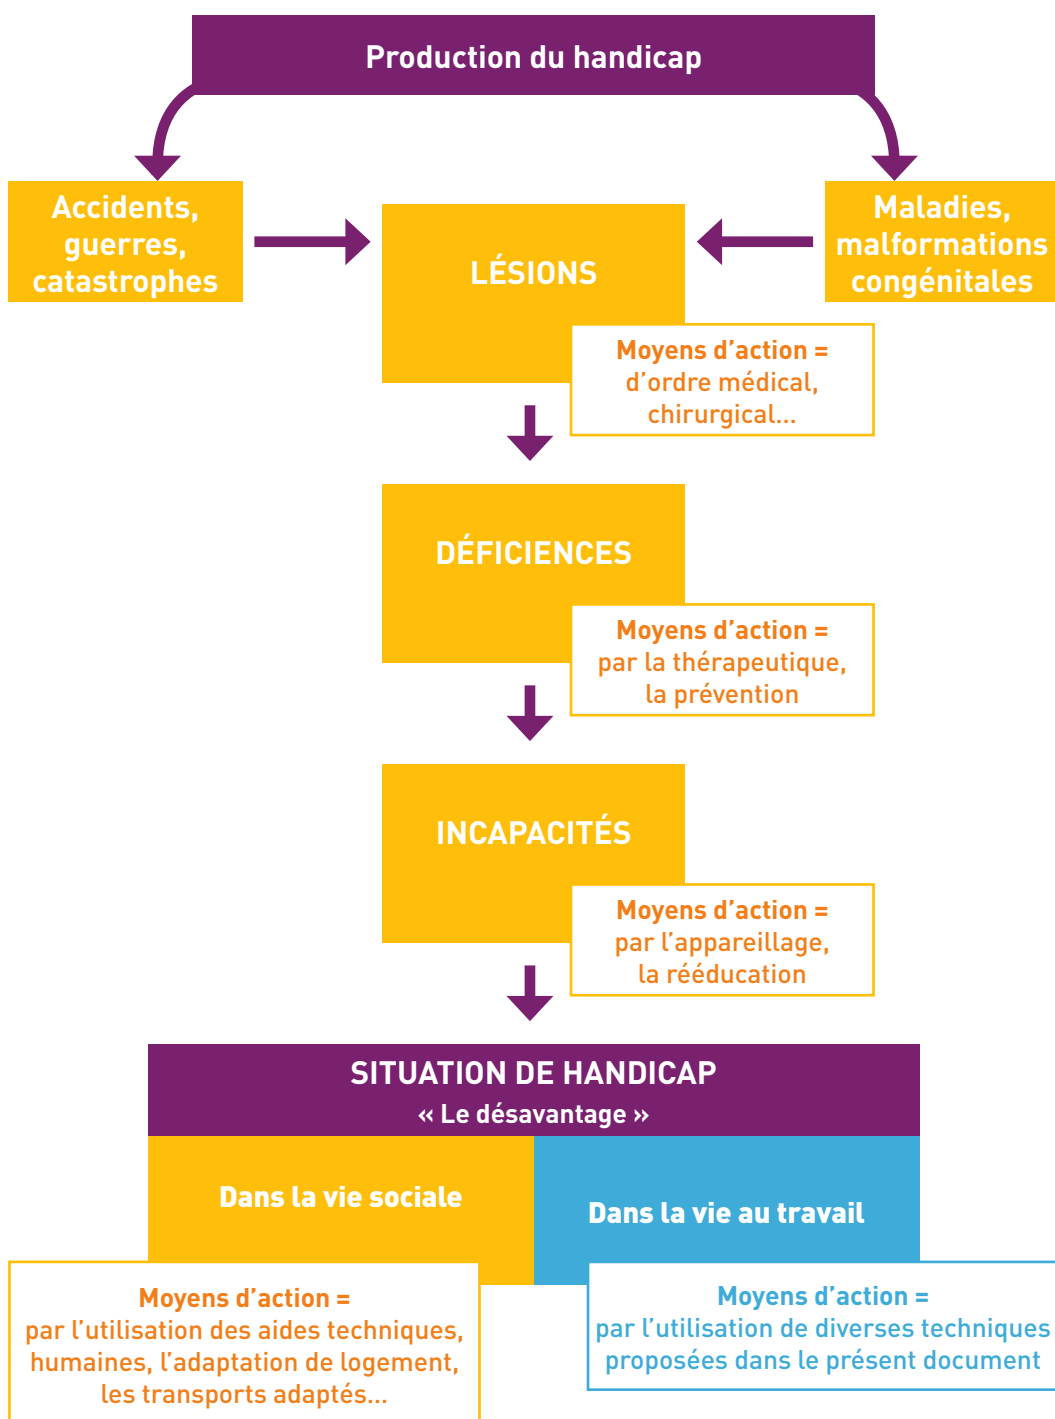 Production du handicap
Accidents,
guerres,
catastrophes
Maladies,
malformations
congénitales
LÉSIONS
Moyens d’action =
d’ordre médical,
chirurgical...
DÉFICIENCES
Moyens d’action =
par la thérapeutique,
la prévention
INCAPACITÉS
Moyens d’action =
par l’appareillage,
la rééducation
SITUATION DE HANDICAP
« Le désavantage »
Dans la vie sociale
Dans la vie au travail
Moyens d’action =
par l’utilisation des aides techniques,
humaines, l’adaptation de logement,
les transports adaptés...
Moyens d’action =
par l’utilisation de diverses techniques
proposées dans le présent document